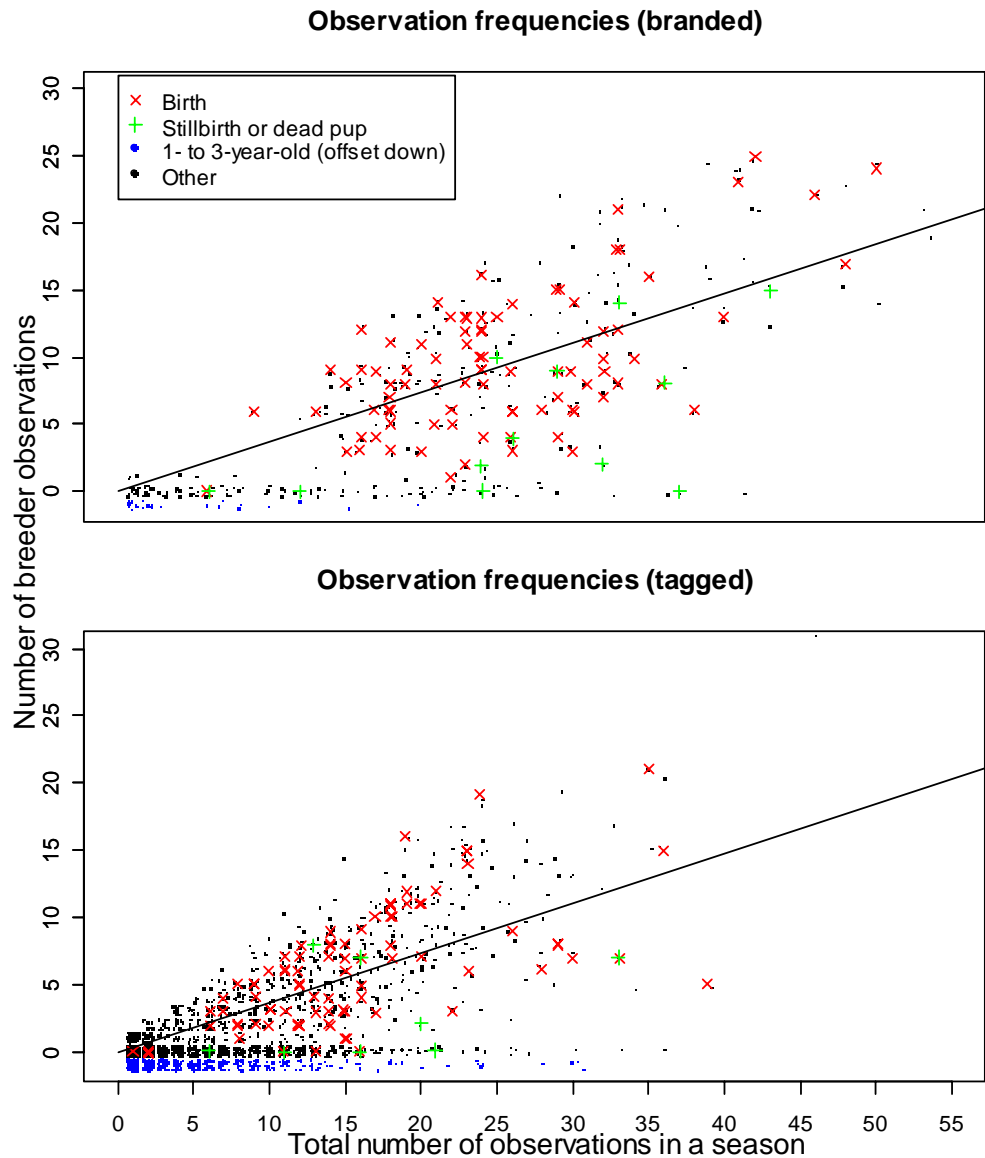 Observation frequencies (branded)
Birth
Stillbirth or dead pup
1- to 3-year-old (offset down)
Other
30
25
20
15
10
5
0
Number of breeder observations
Observation frequencies (tagged)
30
25
20
15
10
5
0
0 5 10 15 20 25 30 35 40 45 50 55
Total number of observations in a season